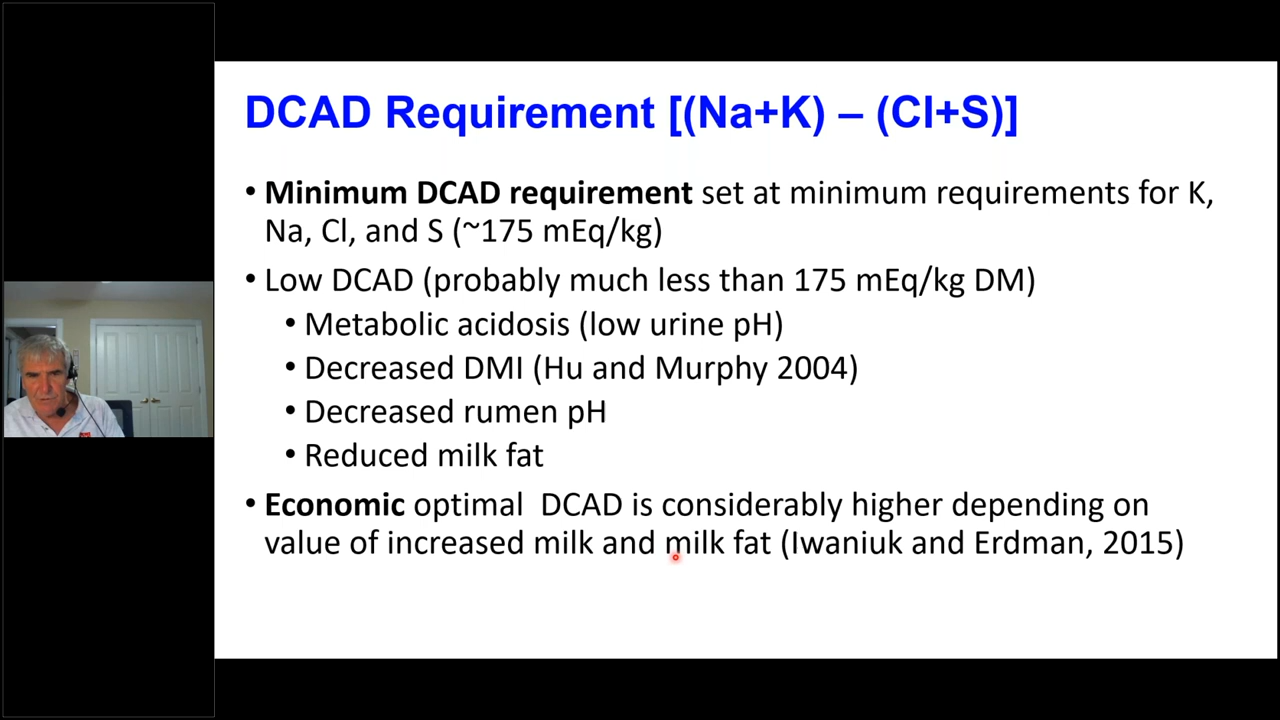 DCAD Requirement [(Na+K) – (Cl+S)]
• Minimum DCAD requirement set at minimum requirements for K,
Na, Cl, and S (~175 mEq/kg)
• Low DCAD (probably much less than 175 mEq/kg DM)
• Metabolic acidosis (low urine pH)
• Decreased DMI (Hu and Murphy 2004)
• Decreased rumen pH
• Reduced milk fat
• Economic optimal  DCAD is considerably higher depending on
value of increased milk and milk fat (Iwaniuk and Erdman, 2015)